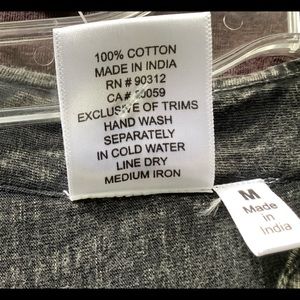 100% COTTON
MADE IN INDIA
RN # 90312
CA# 20059
EXCLUSIVE OF TRIMS
HAND WASH
SEPARATELY
IN COLD WATER
LINE DRY
MEDIUM IRON
M
Made
in
India